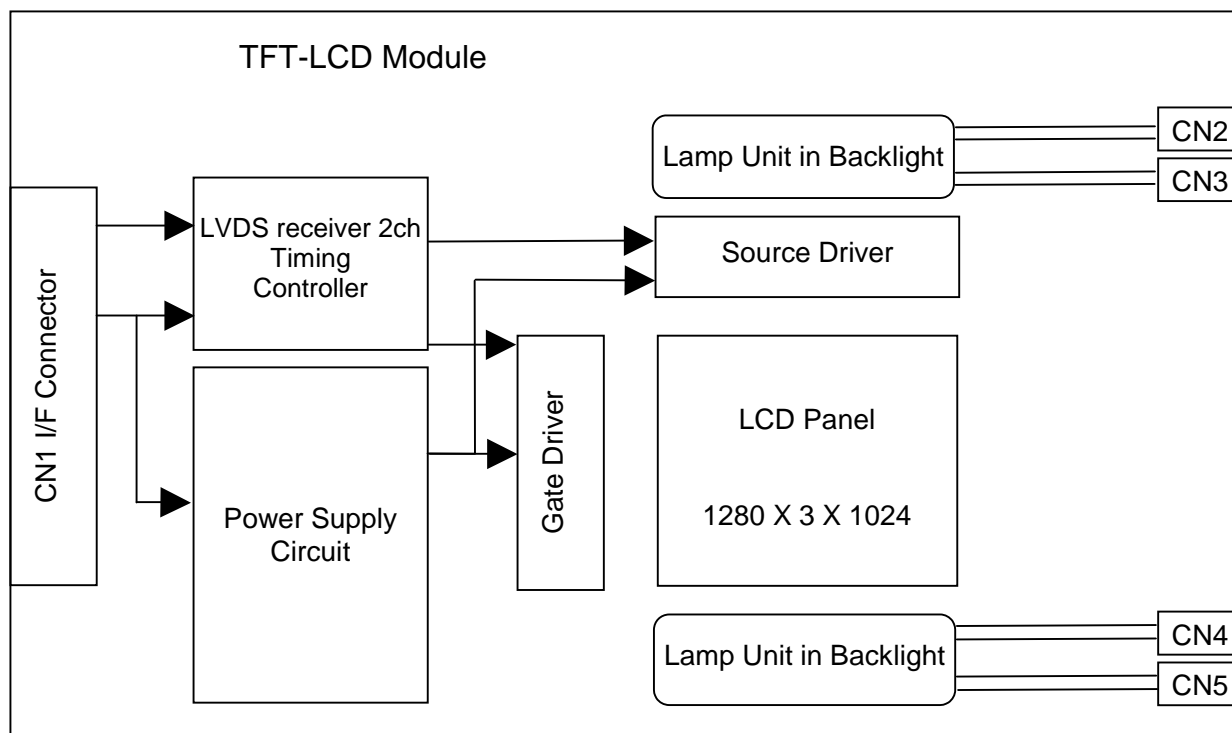 TFT-LCD Module
Lamp Unit in Backlight
CN2
CN3
CN1 I/F Connector
LVDS receiver 2ch
Timing
Controller
Source Driver
Power Supply
Circuit
Gate Driver
LCD Panel
1280 X 3 X 1024
Lamp Unit in Backlight
CN4
CN5